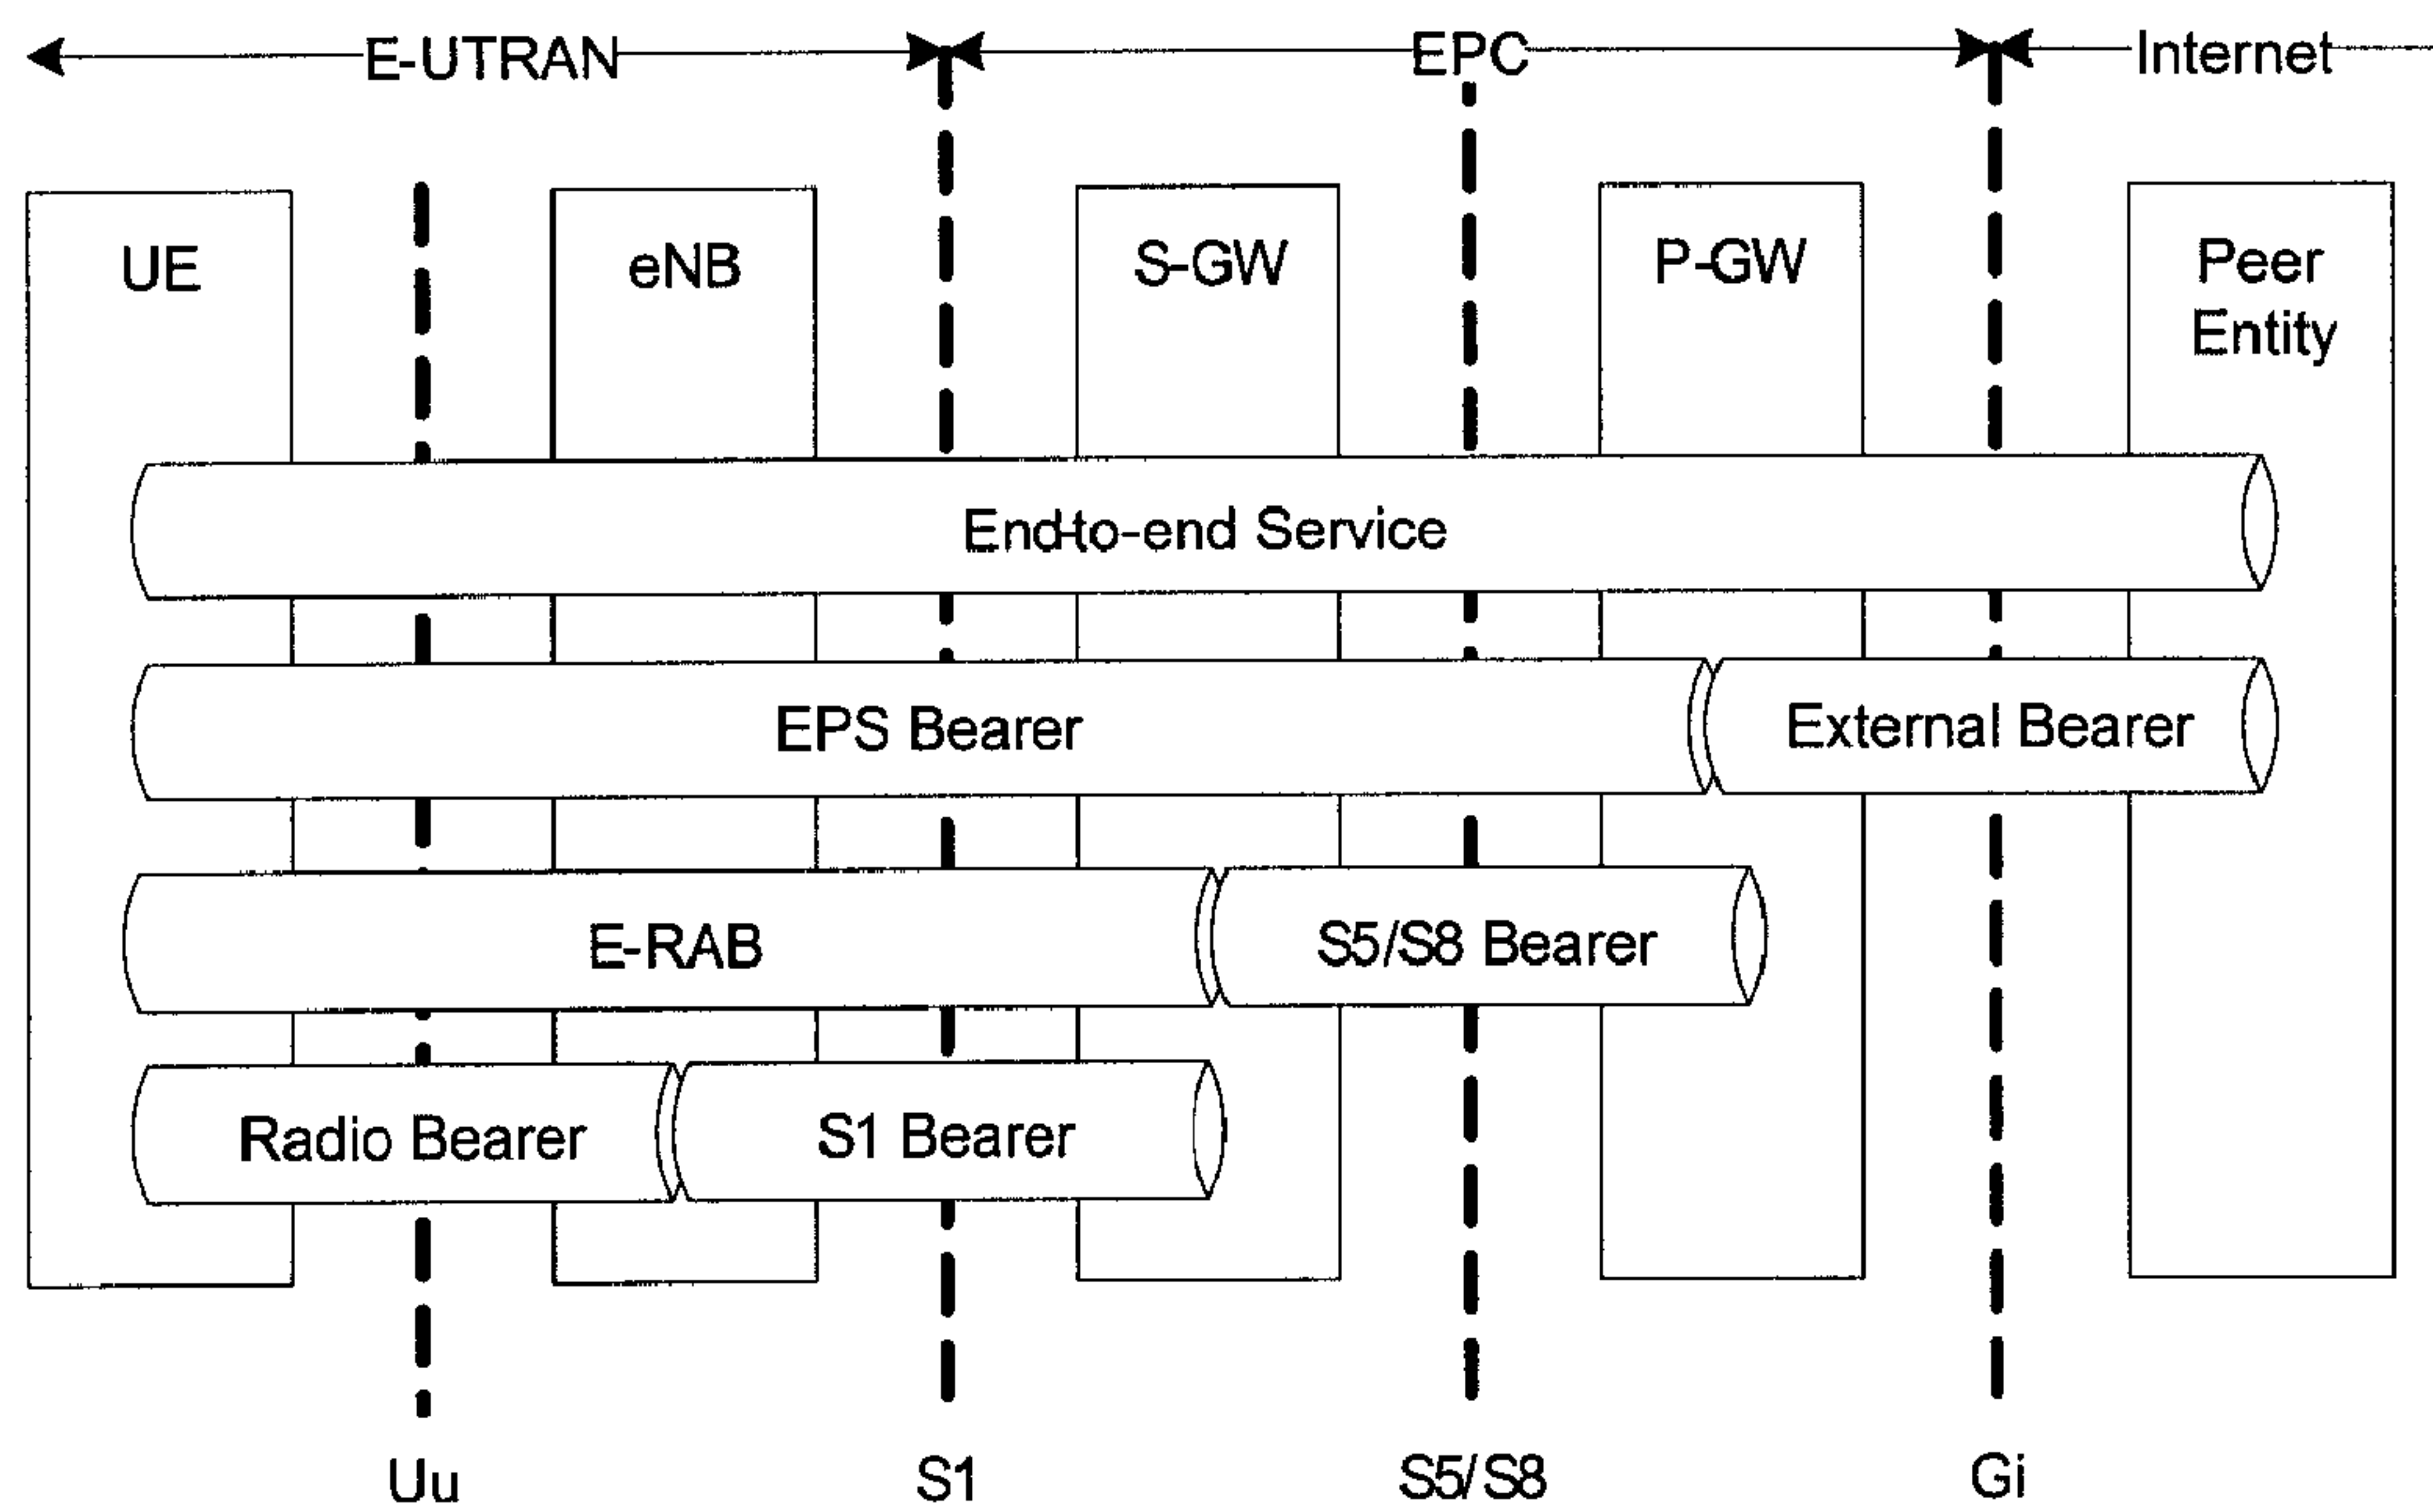 E-UTRAN
EPC
Internet
UE
eNB
S-GW
P-GW
Peer
Entity
End-to-end Service
EPS Bearer
External Bearer
E-RAB
S5/S8 Bearer
Radio Bearer
S1 Bearer
Uu
S1
S5/S8
Gi